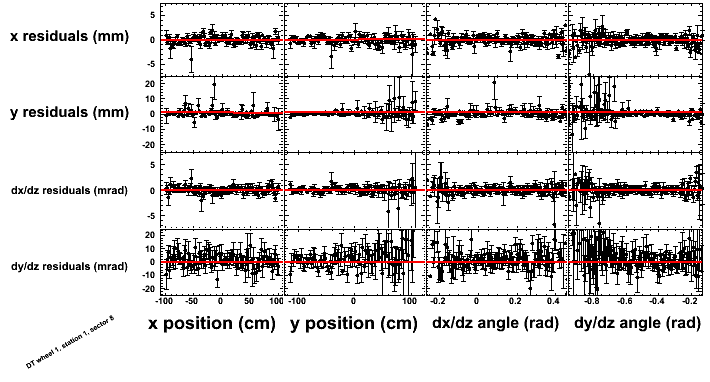 x residuals (mm)
5
0
-5
y residuals (mm)
20
10
0
-10
-20
dx/dz residuals (mrad)
5
0
-5
dy/dz residuals (mrad)
20
10
0
-10
-20
-100 -50 0 50 100 -100 0 100 -0.2 0 0.2 0.4 -0.8 -0.6 -0.4 -0.2
x position (cm) y position (cm) dx/dz angle (rad) dy/dz angle (rad)
DT wheel 1, station 1, sector 8